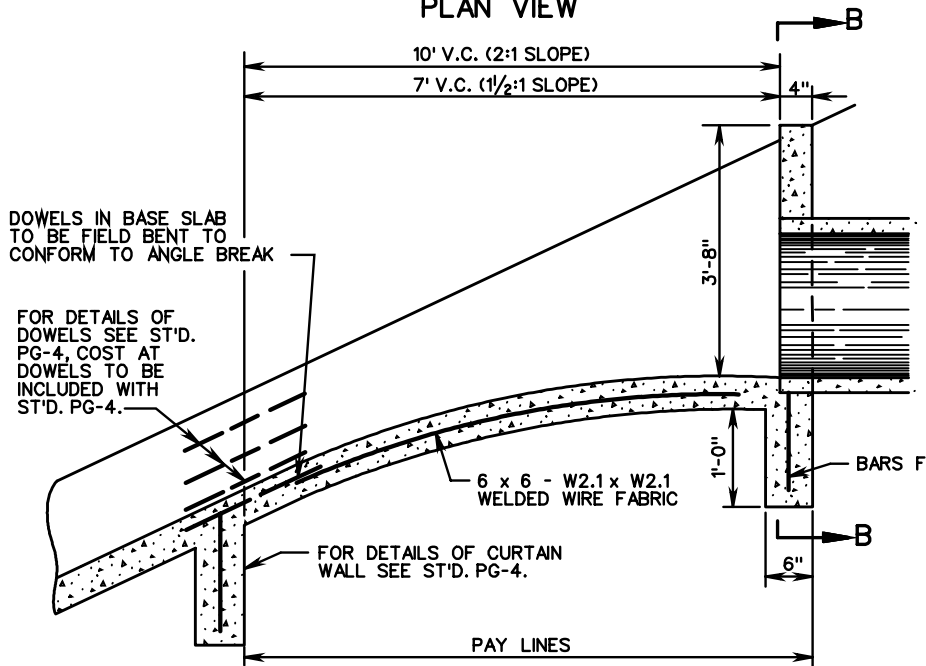 PLAN VIEW
B
10' V.C. (2:1 SLOPE)
7' V.C. (1½:1 SLOPE)
4"
DOWELS IN BASE SLAB
TO BE FIELD BENT TO
CONFORM TO ANGLE BREAK
3'-8"
FOR DETAILS OF
DOWELS SEE ST'D.
PG-4, COST AT
DOWELS TO BE
INCLUDED WITH
ST'D. PG-4.
1'-0"
BARS F
6 x 6 - W2.1 x W2.1
WELDED WIRE FABRIC
B
FOR DETAILS OF CURTAIN
WALL SEE ST'D. PG-4.
6"
PAY LINES